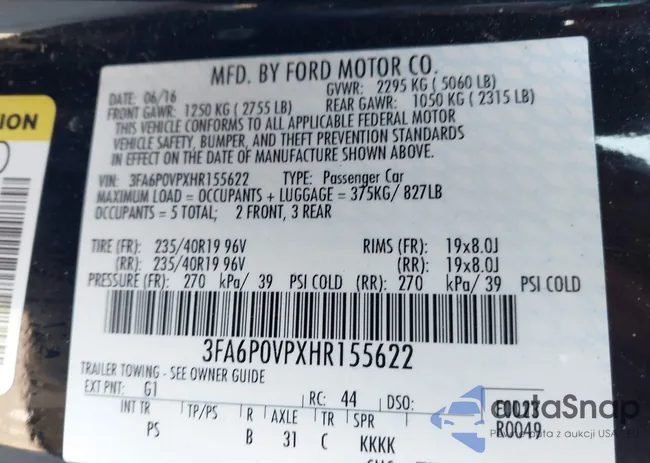 MFD. BY FORD MOTOR CO.
DATE: 06/16 GVWR: 2295 KG ( 5060 LB)
FRONT GAWR: 1250 KG ( 2755 LB) REAR GAWR: 1050 KG ( 2315 LB)
THIS VEHICLE CONFORMS TO ALL APPLICABLE FEDERAL MOTOR
VEHICLE SAFETY, BUMPER, AND THEFT PREVENTION STANDARDS
IN EFFECT ON THE DATE OF MANUFACTURE SHOWN ABOVE.
VIN: 3FA6P0VPXHR155622 TYPE: Passenger Car
MAXIMUM LOAD = OCCUPANTS + LUGGAGE = 375KG/ 827LB
OCCUPANTS = 5 TOTAL; 2 FRONT, 3 REAR
TIRE (FR): 235/40R19 96V RIMS (FR): 19x8.0J
(RR): 235/40R19 96V (RR): 19x8.0J
PRESSURE (FR): 270 kPa/ 39 PSI COLD (RR): 270 kPa/ 39 PSI COLD
3FA6P0VPXHR155622
TRAILER TOWING - SEE OWNER GUIDE
EXT PNT: G1 RC: 44 DSO: F0023
INT TR TP/PS R AXLE TR SPR R0049
PS B 31 C KKKK
autaSnap
Pewne data z aukcji USA